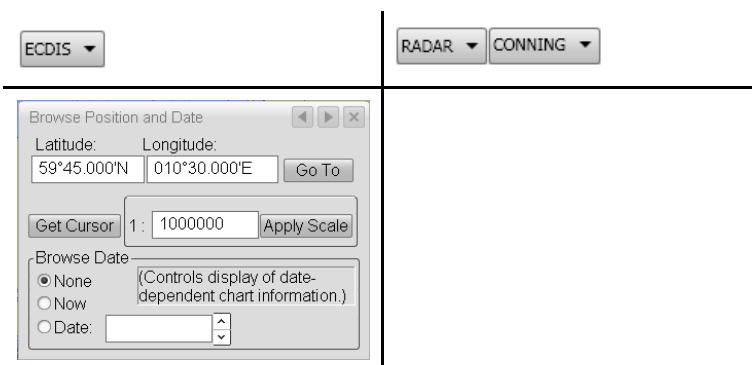 ECDIS
RADAR CONNING
Browse Position and Date
Latitude: Longitude:
59°45.000'N 010°30.000'E Go To
Get Cursor 1 : 1000000 Apply Scale
Browse Date
None
(Controls display of date-
dependent chart information.)
Now
Date: